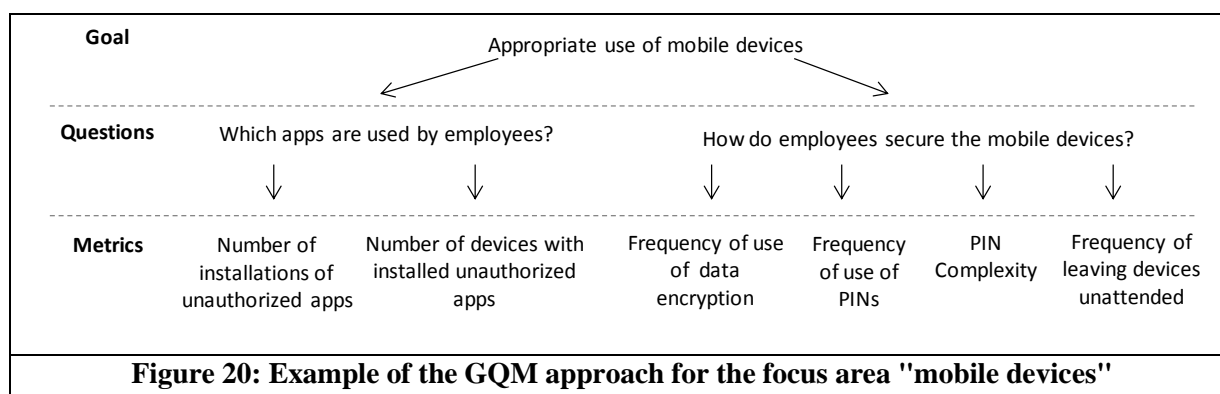 Goal
Appropriate use of mobile devices
Questions
Which apps are used by employees?
How do employees secure the mobile devices?
Metrics
Number of
installations of
unauthorized apps
Number of devices with
installed unauthorized
apps
Frequency of use
of data
encryption
Frequency
of use of
PINs
PIN
Complexity
Frequency of
leaving devices
unattended
Figure 20: Example of the GQM approach for the focus area "mobile devices"